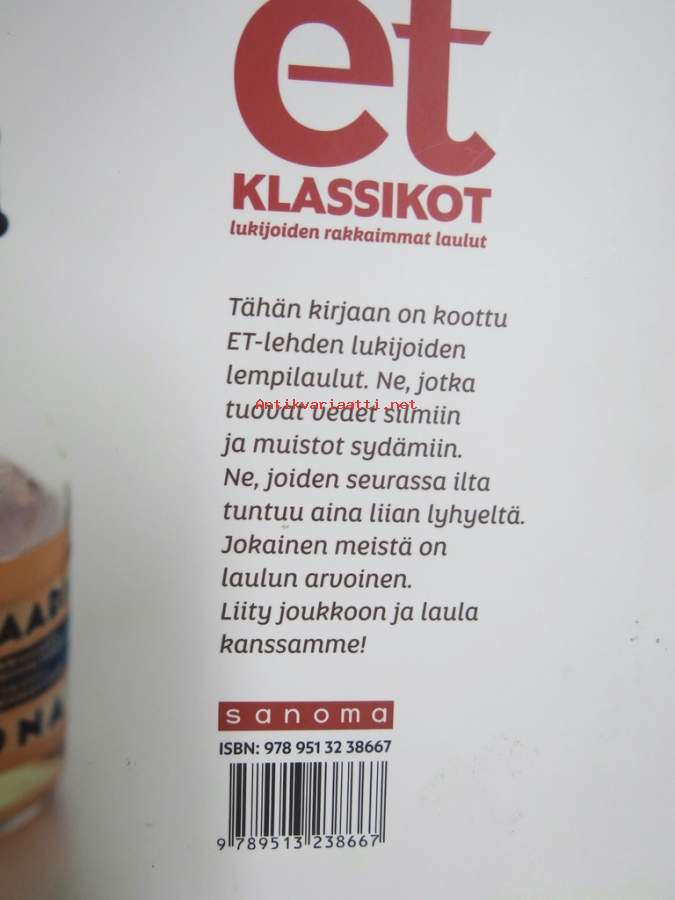 et
KLASSIKOT
lukijoiden rakkaimmat laulut
Tähän kirjaan on koottu
ET-lehden lukijoiden
lempilaulut. Ne, jotka
tuovat vedet silmiin
Antikvariaatti.net
ja muistot sydämiin.
Ne, joiden seurassa ilta
tuntuu aina liian lyhyeltä.
Jokainen meistä on
laulun arvoinen.
Liity joukkoon ja laula
kanssamme!
sanoma
ISBN: 978 951 32 38667
9 789513 238667